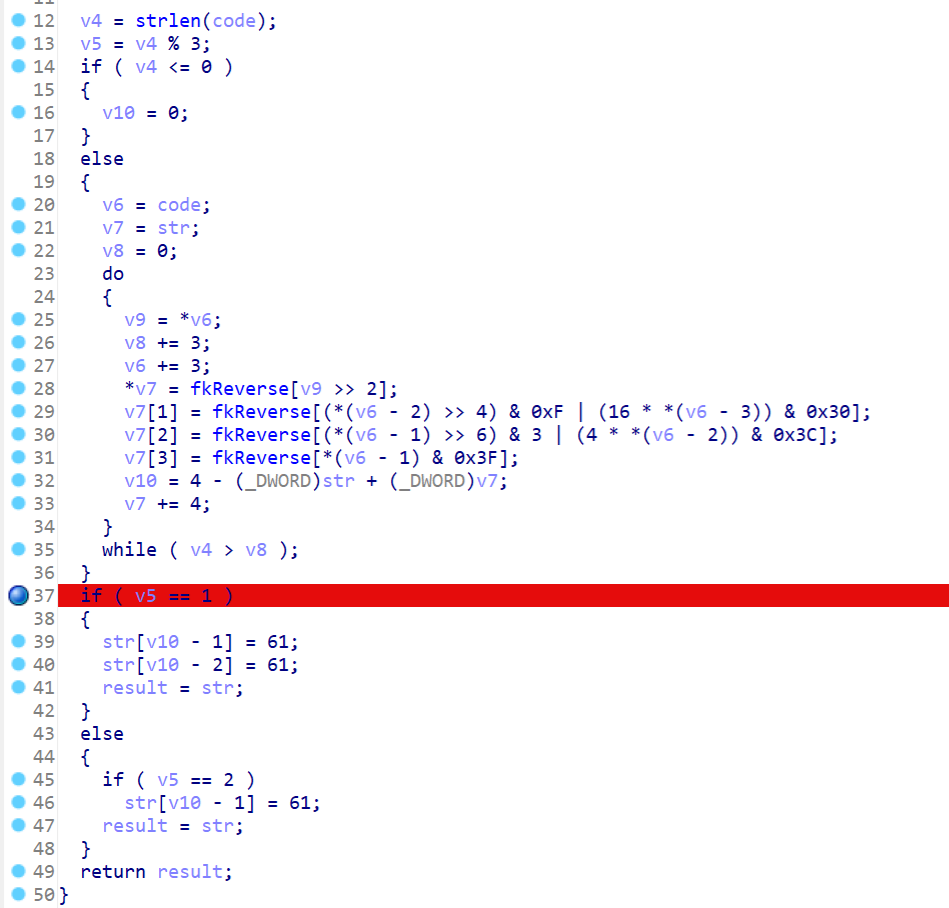 11
12 v4 = strlen(code);
13 v5 = v4 % 3;
14 if ( v4 <= 0 )
15 {
16 v10 = 0;
17 }
18 else
19 {
20 v6 = code;
21 v7 = str;
22 v8 = 0;
23 do
24 {
25 v9 = *v6;
26 v8 += 3;
27 v6 += 3;
28 *v7 = fkReverse[v9 >> 2];
29 v7[1] = fkReverse[(*(v6 - 2) >> 4) & 0xF | (16 * *(v6 - 3)) & 0x30];
30 v7[2] = fkReverse[(*(v6 - 1) >> 6) & 3 | (4 * *(v6 - 2)) & 0x3C];
31 v7[3] = fkReverse[*(v6 - 1) & 0x3F];
32 v10 = 4 - (_DWORD)str + (_DWORD)v7;
33 v7 += 4;
34 }
35 while ( v4 > v8 );
36 }
37 if ( v5 == 1 )
38 {
39 str[v10 - 1] = 61;
40 str[v10 - 2] = 61;
41 result = str;
42 }
43 else
44 {
45 if ( v5 == 2 )
46 str[v10 - 1] = 61;
47 result = str;
48 }
49 return result;
50 }